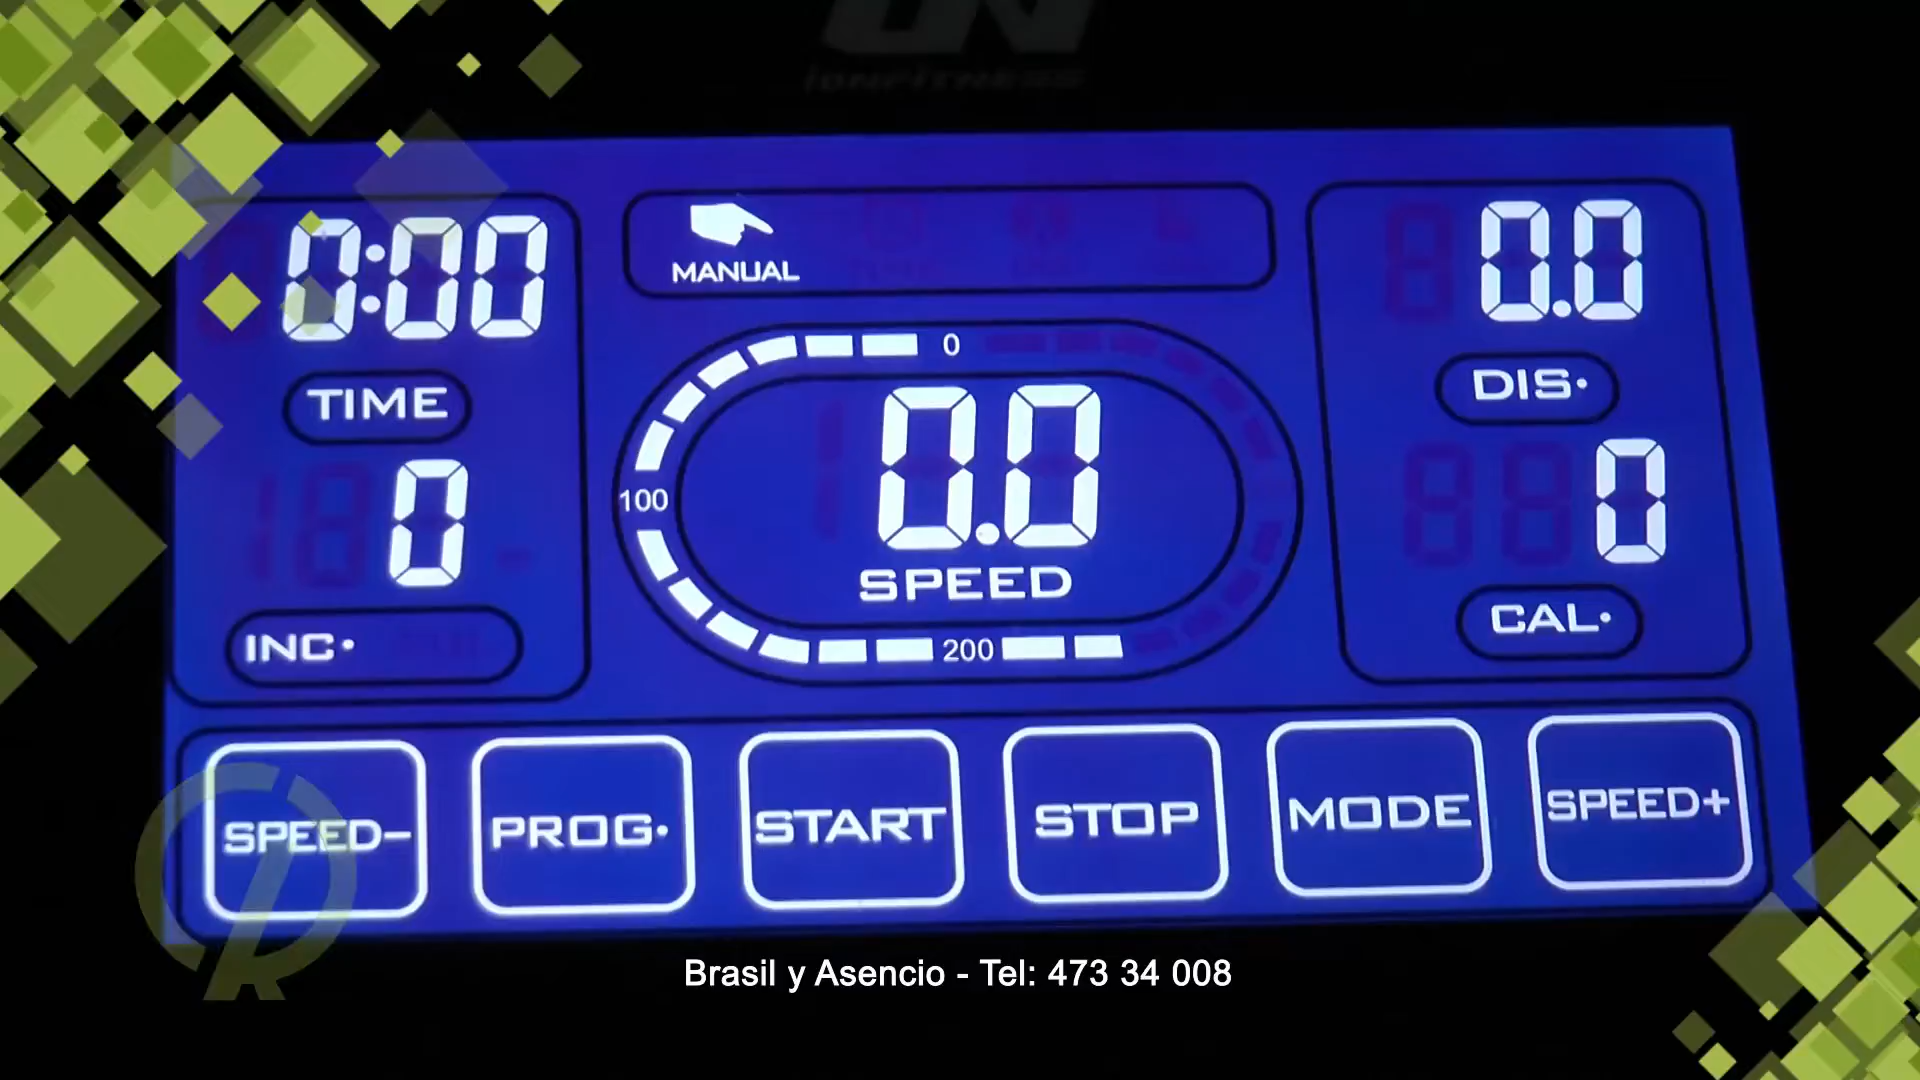 IONFITNESS
0:00
TIME
0
INC·
MANUAL
0
100
200
0.0
SPEED
0.0
DIS·
0
CAL·
SPEED–
PROG·
START
STOP
MODE
SPEED+
Brasil y Asencio - Tel: 473 34 008